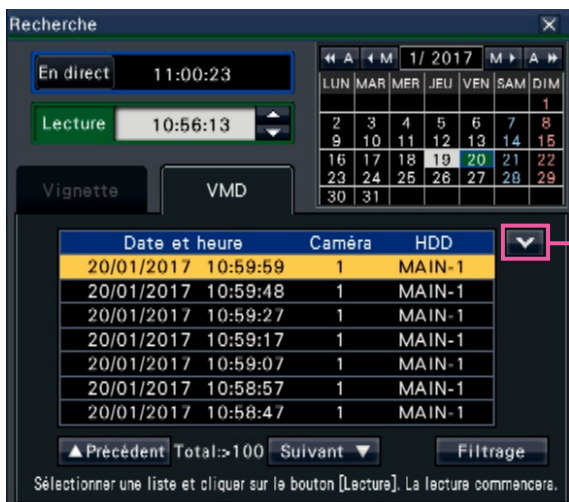 Recherche
En direct 11:00:23
Lecture 10:56:13
A M 1/ 2017 M A
LUN MAR MER JEU VEN SAM DIM
1
2 3 4 5 6 7 8
9 10 11 12 13 14 15
16 17 18 19 20 21 22
23 24 25 26 27 28 29
30 31
Vignette VMD
Date et heure Caméra HDD
20/01/2017 10:59:59 1 MAIN-1
20/01/2017 10:59:48 1 MAIN-1
20/01/2017 10:59:27 1 MAIN-1
20/01/2017 10:59:17 1 MAIN-1
20/01/2017 10:59:07 1 MAIN-1
20/01/2017 10:58:57 1 MAIN-1
20/01/2017 10:58:47 1 MAIN-1
▲Précédent Total:>100 Suivant ▼ Filtrage
Sélectionner une liste et cliquer sur le bouton [Lecture]. La lecture commencera.